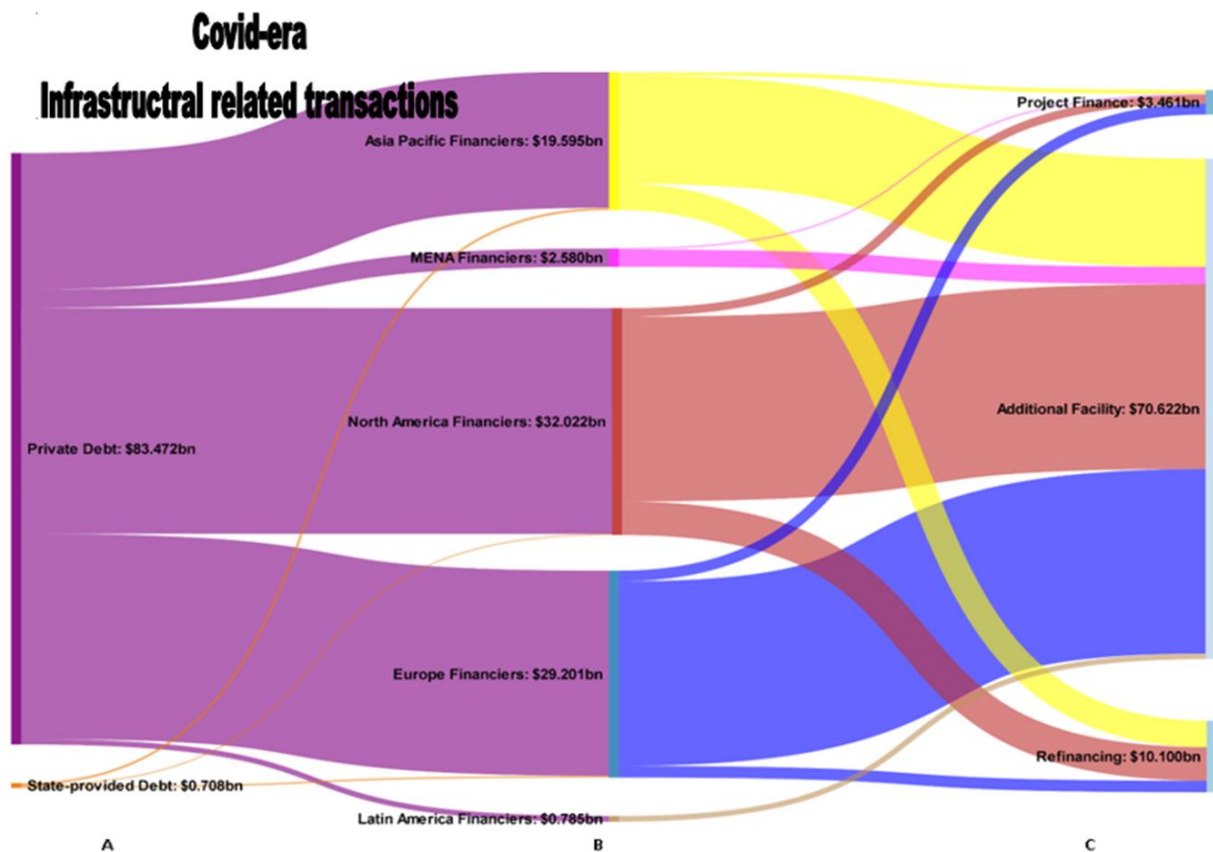 Covid-era
Infrastructral related transactions
Project Finance: $3.461bn
Asia Pacific Financiers: $19.595bn
MENA Financiers: $2.580bn
Additional Facility: $70.622bn
North America Financiers: $32.022bn
Private Debt: $83.472bn
Europe Financiers: $29.201bn
Refinancing: $10.100bn
State-provided Debt: $0.708bn
Latin America Financiers: $0.785bn
A B C